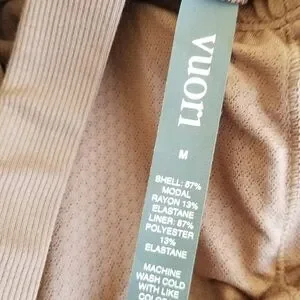 vuori
M
SHELL: 87%
MODAL
RAYON 13%
ELASTANE
LINER: 87%
POLYESTER
13%
ELASTANE
MACHINE
WASH COLD
WITH LIKE